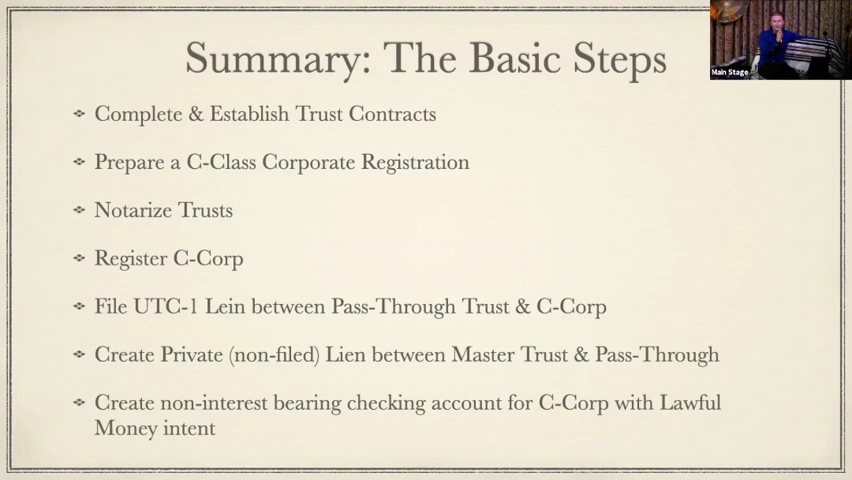 Summary: The Basic Steps
Main Stage
Complete & Establish Trust Contracts
Prepare a C-Class Corporate Registration
Notarize Trusts
Register C-Corp
File UTC-1 Lein between Pass-Through Trust & C-Corp
Create Private (non-filed) Lien between Master Trust & Pass-Through
Create non-interest bearing checking account for C-Corp with Lawful
Money intent